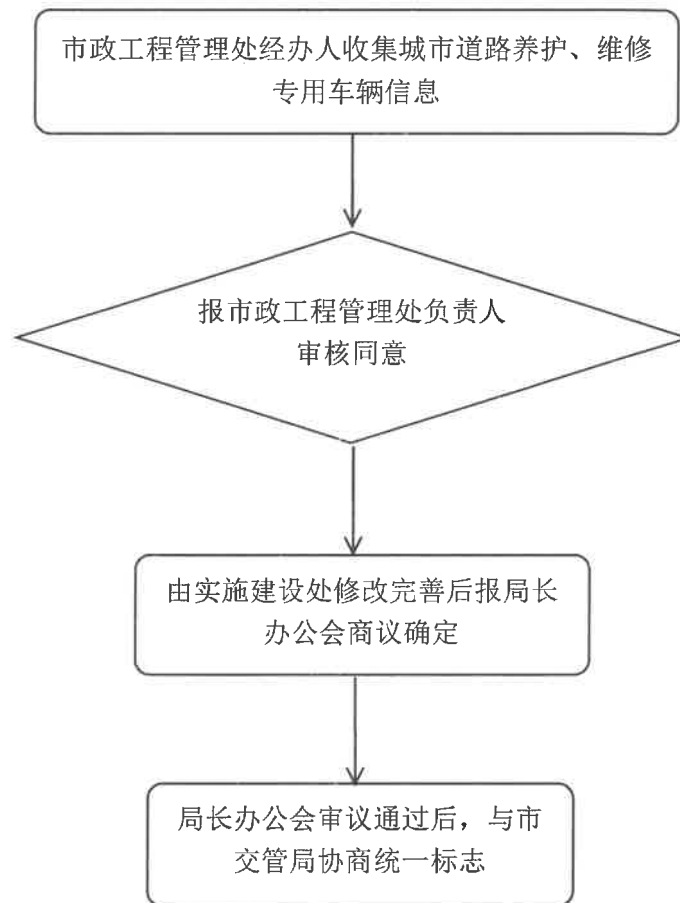 市政工程管理处经办人收集城市道路养护、维修
专用车辆信息
报市政工程管理处负责人
审核同意
由实施建设处修改完善后报局长
办公会商议确定
局长办公会审议通过后，与市
交管局协商统一标志